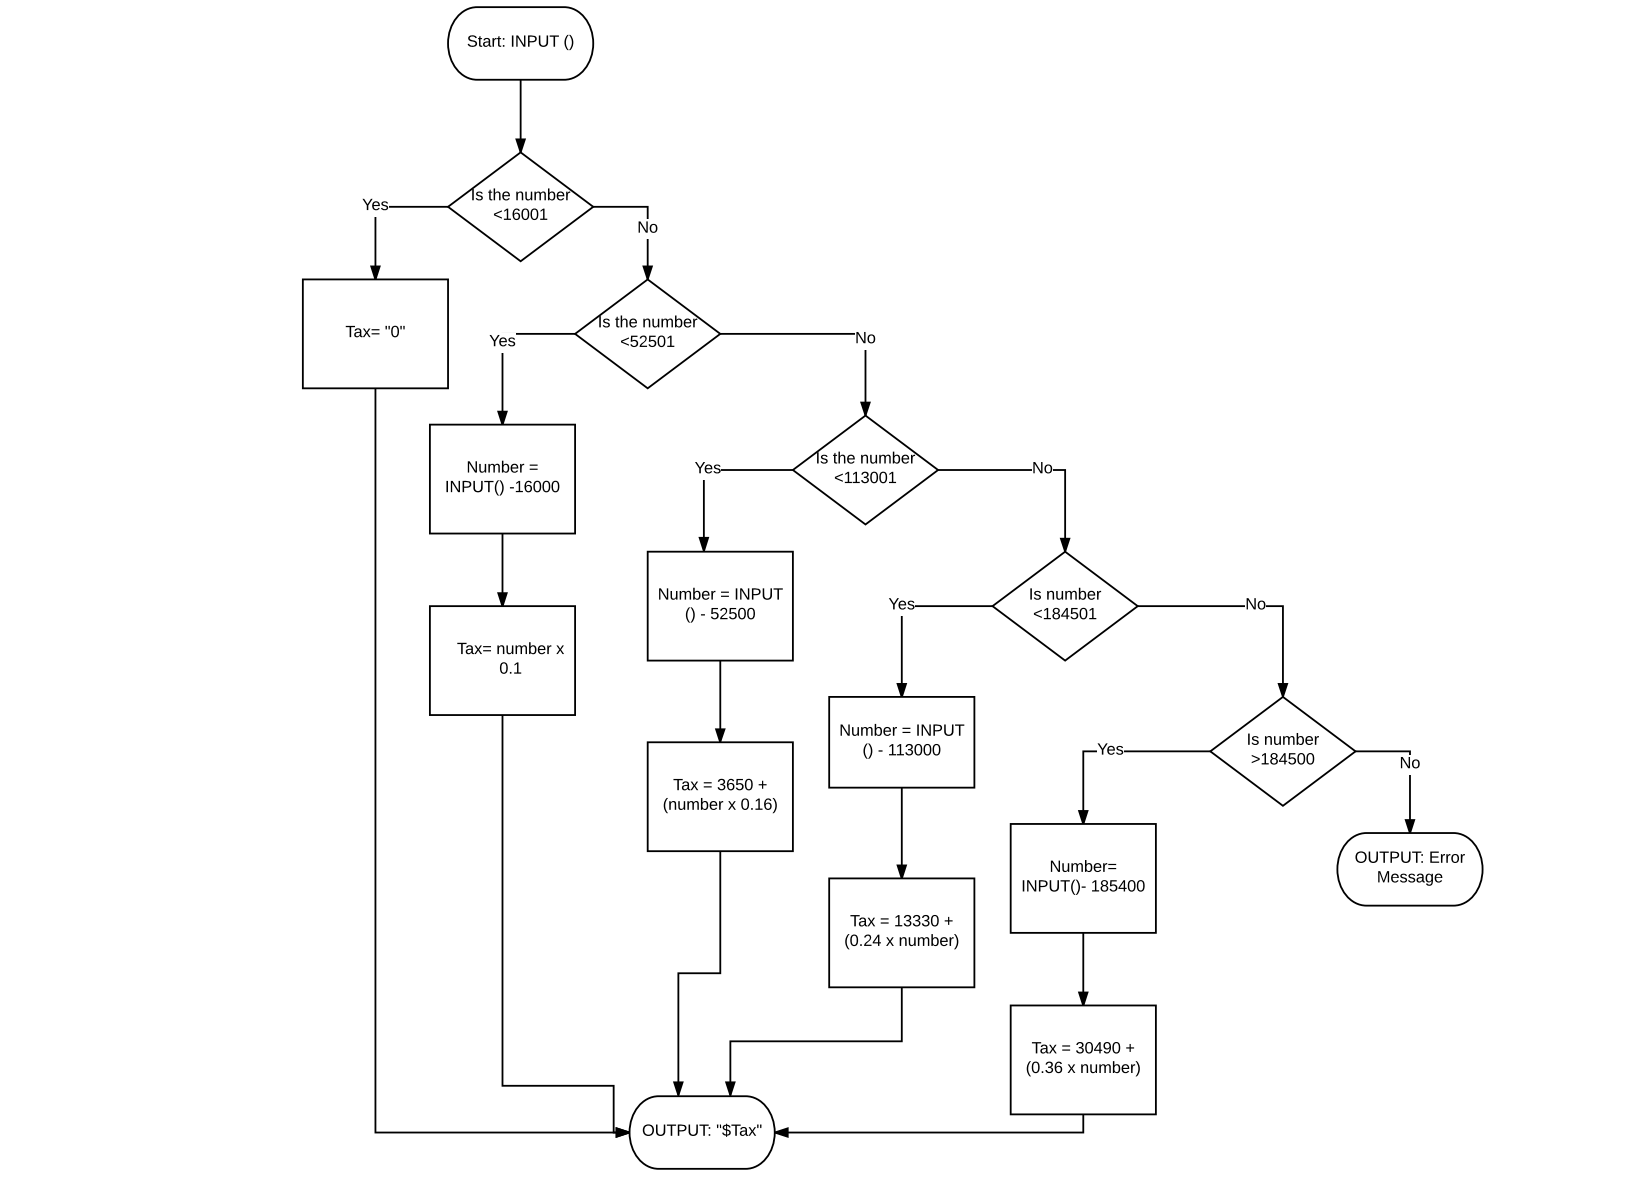 Start: INPUT ()
Is the number
<16001
Yes
No
Tax= "0"
Is the number
<52501
Yes
No
Number =
INPUT() -16000
Is the number
<113001
Yes
No
Tax= number x
0.1
Number = INPUT
() - 52500
Is number
<184501
Yes
No
Tax = 3650 +
(number x 0.16)
Number = INPUT
() - 113000
Is number
>184500
Yes
No
Tax = 13330 +
(0.24 x number)
Number=
INPUT()- 185400
OUTPUT: Error
Message
Tax = 30490 +
(0.36 x number)
OUTPUT: "$Tax"